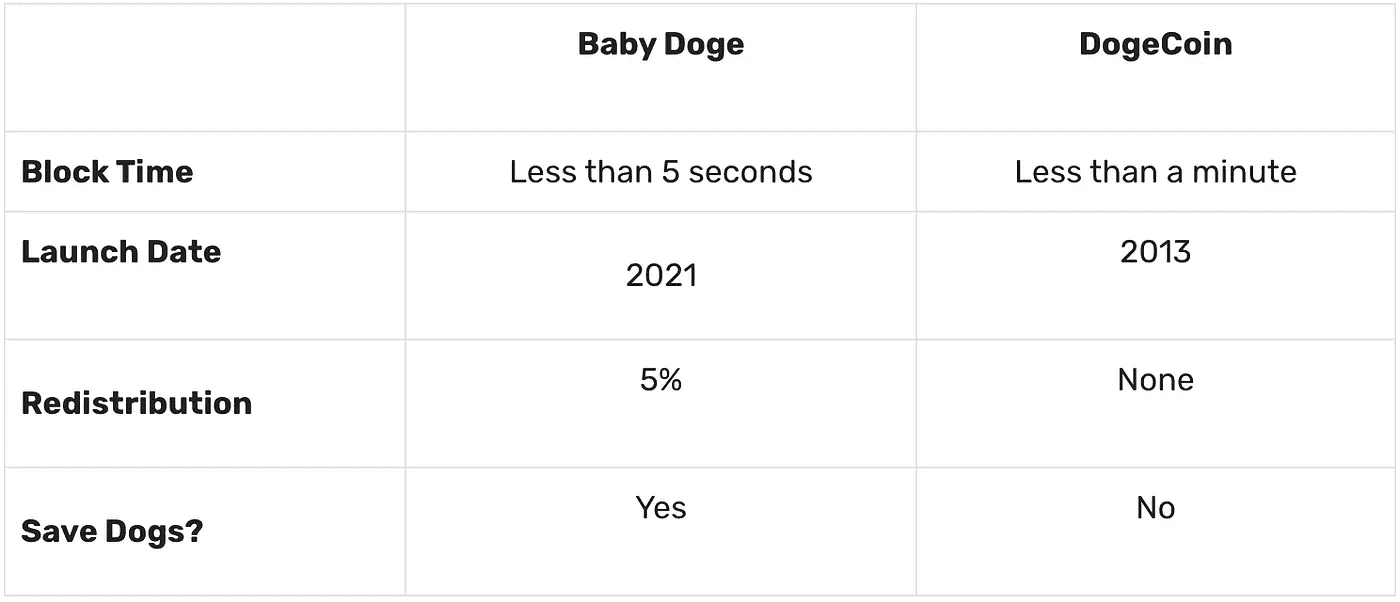 Baby Doge DogeCoin
Block Time Less than 5 seconds Less than a minute
Launch Date 2021 2013
Redistribution 5% None
Save Dogs? Yes No